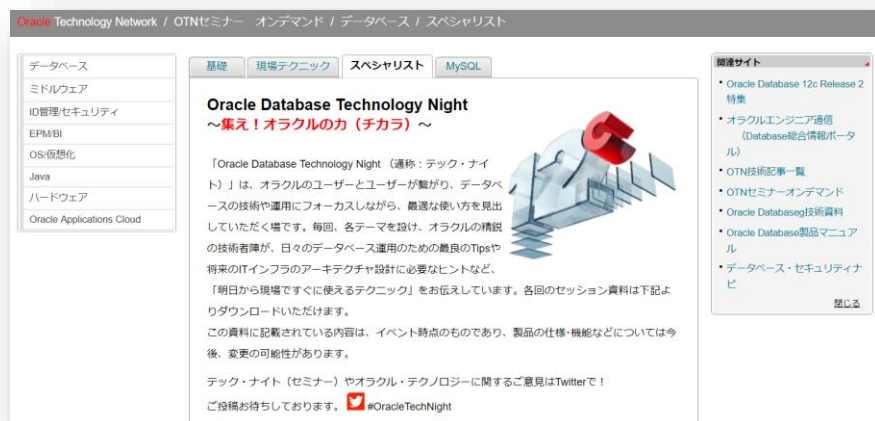 Oracle Technology Network / OTNセミナー オンデマンド / データベース / スペシャリスト
データベース
ミドルウェア
ID管理/セキュリティ
EPM/BI
OS/仮想化
Java
ハードウェア
Oracle Applications Cloud
基礎 現場テクニック スペシャリスト MySQL
Oracle Database Technology Night
～集え！オラクルの力（チカラ）～
「Oracle Database Technology Night （通称：テック・ナイ
ト）」は、オラクルのユーザーとユーザーが繋がり、データベ
ースの技術や運用にフォーカスしながら、最適な使い方を見出
していただく場です。毎回、各テーマを設け、オラクルの精鋭
の技術者陣が、日々のデータベース運用のための最良のTipsや
将来のITインフラのアーキテクチャ設計に必要なヒントなど、
「明日から現場ですぐに使えるテクニック」をお伝えしています。各回のセッション資料は下記よ
りダウンロードいただけます。
この資料に記載されている内容は、イベント時点のものであり、製品の仕様・機能などについては今
後、変更の可能性があります。
テック・ナイト（セミナー）やオラクル・テクノロジーに関するご意見はTwitterで！
ご投稿お待ちしております。 #OracleTechNight
12c
関連サイト
・Oracle Database 12c Release 2
特集
・オラクルエンジニア通信
（Database総合情報ポータ
ル）
・OTN技術記事一覧
・OTNセミナーオンデマンド
・Oracle Databaseg技術資料
・Oracle Database製品マニュア
ル
・データベース・セキュリティナ
ビ
閉じる